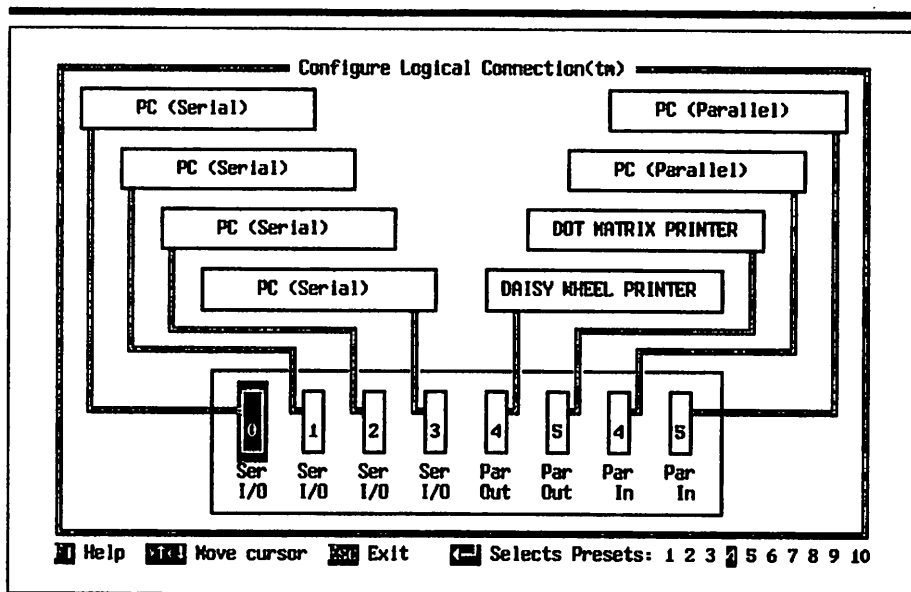 Configure Logical Connection(tm)
PC (Serial)
PC (Parallel)
PC (Serial)
PC (Parallel)
PC (Serial)
DOT MATRIX PRINTER
PC (Serial)
DAISY WHEEL PRINTER
0 1 2 3 4 5 4 5
Ser Ser Ser Ser Par Par Par Par
I/O I/O I/O I/O Out Out In In
Help Move cursor ESC Exit Selects Presets: 1 2 3 4 5 6 7 8 9 10